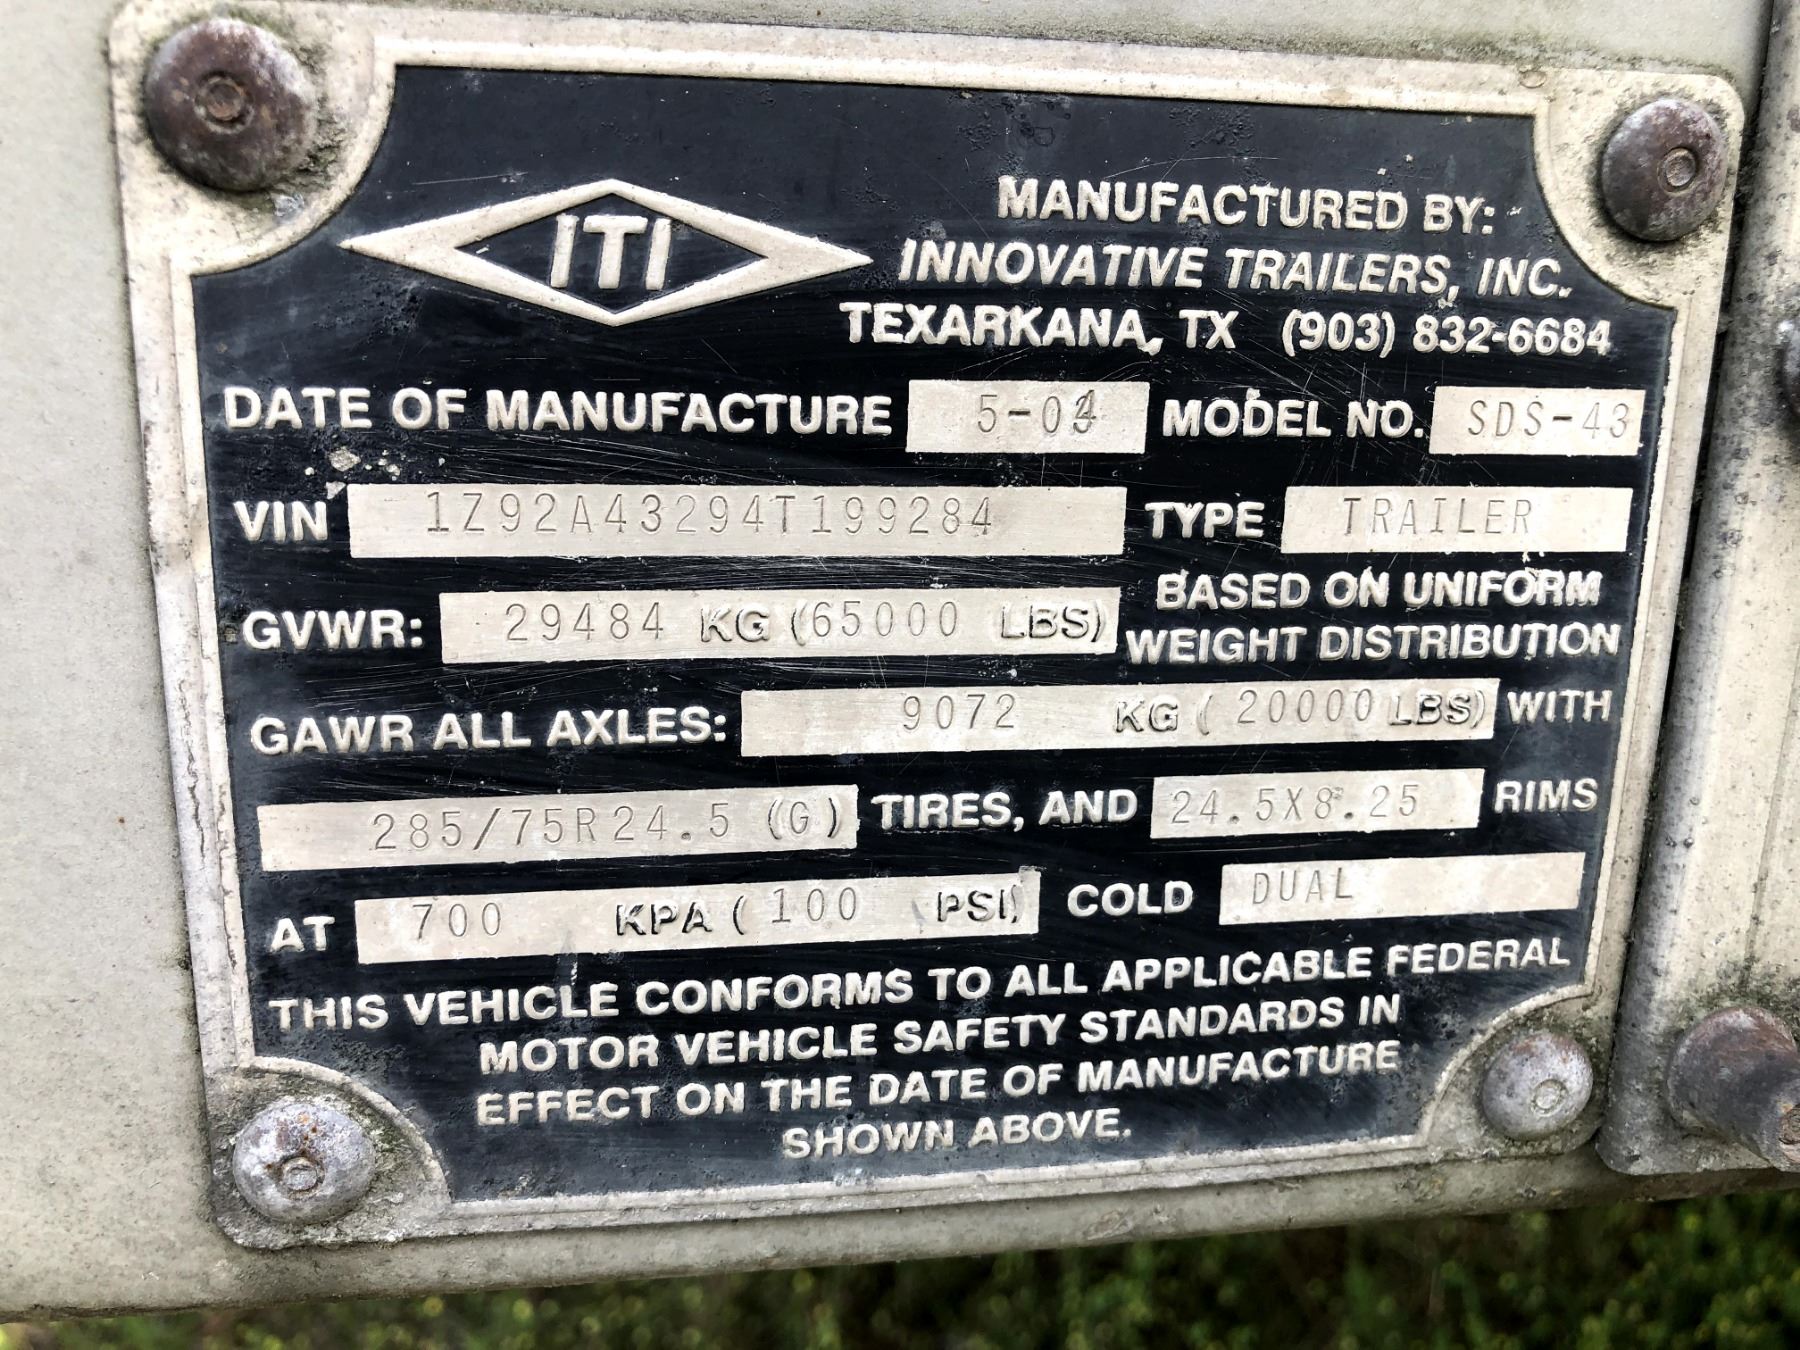 ITI
MANUFACTURED BY:
INNOVATIVE TRAILERS, INC.
TEXARKANA, TX (903) 832-6684
DATE OF MANUFACTURE 5-04 MODEL NO. SDS-43
VIN 1Z92A43294T199284 TYPE TRAILER
GVWR: 29484 KG (65000 LBS) BASED ON UNIFORM
WEIGHT DISTRIBUTION
GAWR ALL AXLES: 9072 KG ( 20000 LBS) WITH
285/75R24.5 (G) TIRES, AND 24.5X8.25 RIMS
AT 700 KPA ( 100 PSI) COLD DUAL
THIS VEHICLE CONFORMS TO ALL APPLICABLE FEDERAL
MOTOR VEHICLE SAFETY STANDARDS IN
EFFECT ON THE DATE OF MANUFACTURE
SHOWN ABOVE.